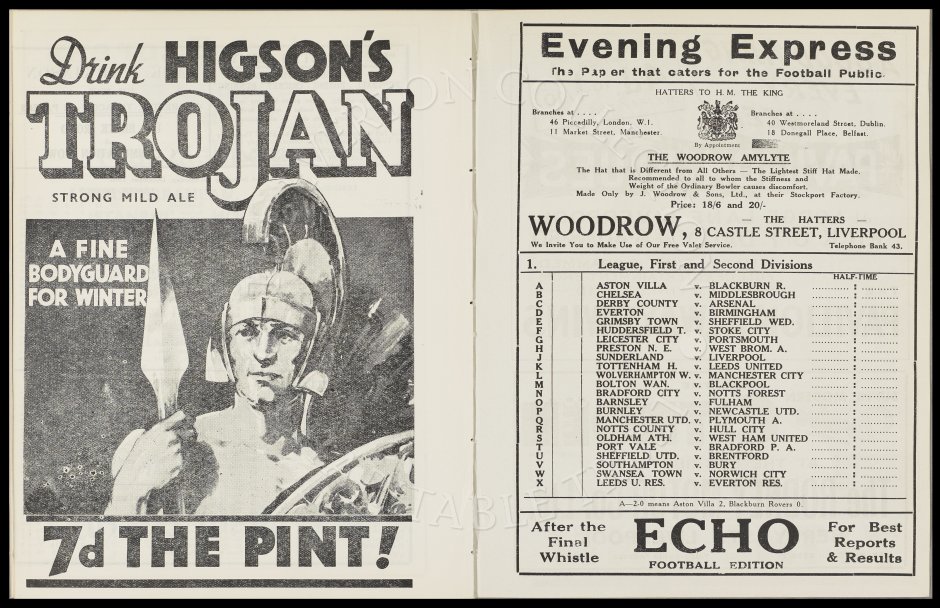 Drink HIGSON'S
TROJAN
STRONG MILD ALE
A FINE
BODYGUARD
FOR WINTER
7d THE PINT!
Evening Express
The Paper that caters for the Football Public.
HATTERS TO H.M. THE KING
Branches at . . . .
46 Piccadilly, London. W.1.
11 Market Street, Manchester.
By Appointment
Branches at . . . .
40 Westmoreland Street, Dublin.
18 Donegall Place, Belfast.
THE WOODROW AMYLYTE
The Hat that is Different from All Others — The Lightest Stiff Hat Made.
Recommended to all to whom the Stiffness and
Weight of the Ordinary Bowler causes discomfort.
Made Only by J. Woodrow & Sons, Ltd., at their Stockport Factory.
Price: 18/6 and 20/-
WOODROW, — THE HATTERS —
8 CASTLE STREET, LIVERPOOL
We Invite You to Make Use of Our Free Valet Service. Telephone Bank 43.
1. League, First and Second Divisions
HALF-TIME
A ASTON VILLA v. BLACKBURN R.
B CHELSEA v. MIDDLESBROUGH
C DERBY COUNTY v. ARSENAL
D EVERTON v. BIRMINGHAM
E GRIMSBY TOWN v. SHEFFIELD WED.
F HUDDERSFIELD T. v. STOKE CITY
G LEICESTER CITY v. PORTSMOUTH
H PRESTON N. E. v. WEST BROM. A.
J SUNDERLAND v. LIVERPOOL
K TOTTENHAM H. v. LEEDS UNITED
L WOLVERHAMPTON W. v. MANCHESTER CITY
M BOLTON WAN. v. BLACKPOOL
N BRADFORD CITY v. NOTTS FOREST
O BARNSLEY v. FULHAM
P BURNLEY v. NEWCASTLE UTD.
Q MANCHESTER UTD. v. PLYMOUTH A.
R NOTTS COUNTY v. HULL CITY
S OLDHAM ATH. v. WEST HAM UNITED
T PORT VALE v. BRADFORD P. A.
U SHEFFIELD UTD. v. BRENTFORD
V SOUTHAMPTON v. BURY
W SWANSEA TOWN v. NORWICH CITY
X LEEDS U. RES. v. EVERTON RES.
A—2-0 means Aston Villa 2, Blackburn Rovers 0.
After the
Final
Whistle
ECHO
FOOTBALL EDITION
For Best
Reports
& Results